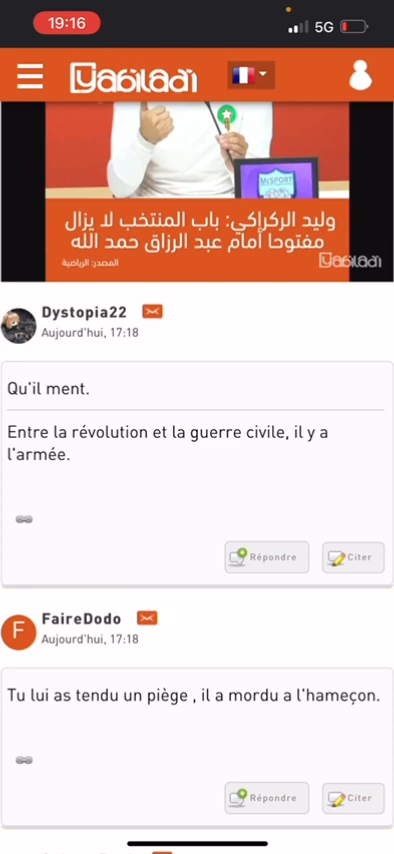 19:16
5G
Yabiladi
MCSPORT
وليد الركراكي: باب المنتخب لا يزال
مفتوحا أمام عبد الرزاق حمد الله
المصدر: الرياضية
Yabiladi
Dystopia22
Aujourd'hui, 17:18
Qu'il ment.
Entre la révolution et la guerre civile, il y a
l'armée.
Répondre
Citer
F
FaireDodo
Aujourd'hui, 17:18
Tu lui as tendu un piège , il a mordu a l'hameçon.
Répondre
Citer